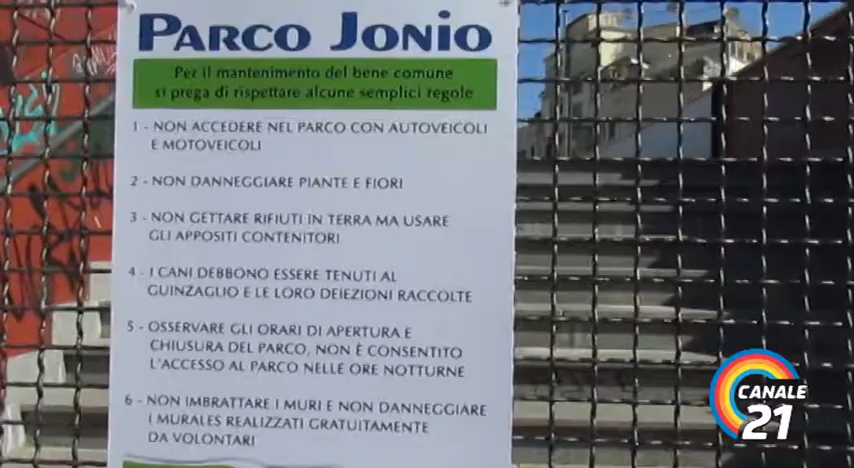 PARCO JONIO
Per il mantenimento del bene comune
si prega di rispettare alcune semplici regole
1 - NON ACCEDERE NEL PARCO CON AUTOVEICOLI
E MOTOVEICOLI
2 - NON DANNEGGIARE PIANTE E FIORI
3 - NON GETTARE RIFIUTI IN TERRA MA USARE
GLI APPOSITI CONTENITORI
4 - I CANI DEBBONO ESSERE TENUTI AL
GUINZAGLIO E LE LORO DEIEZIONI RACCOLTE
5 - OSSERVARE GLI ORARI DI APERTURA E
CHIUSURA DEL PARCO, NON È CONSENTITO
L'ACCESSO AL PARCO NELLE ORE NOTTURNE
6 - NON IMBRATTARE I MURI E NON DANNEGGIARE
I MURALES REALIZZATI GRATUITAMENTE
DA VOLONTARI
CANALE
21